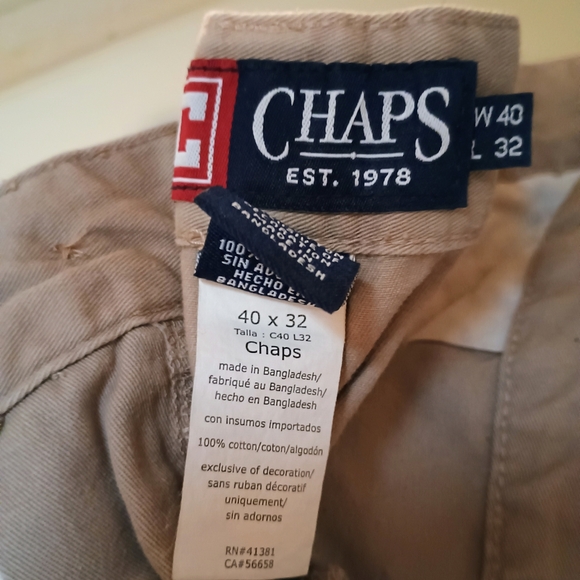 C
CHAPS
EST. 1978
W 40
L 32
BANGLADESH
100%
SIN
HECHO
BANGLADESH
40 x 32
Talla : C40 L32
Chaps
made in Bangladesh/
fabriqué au Bangladesh/
hecho en Bangladesh
con insumos importados
100% cotton/coton/algodón
exclusive of decoration/
sans ruban décoratif
uniquement/
sin adornos
RN#41381
CA#56658